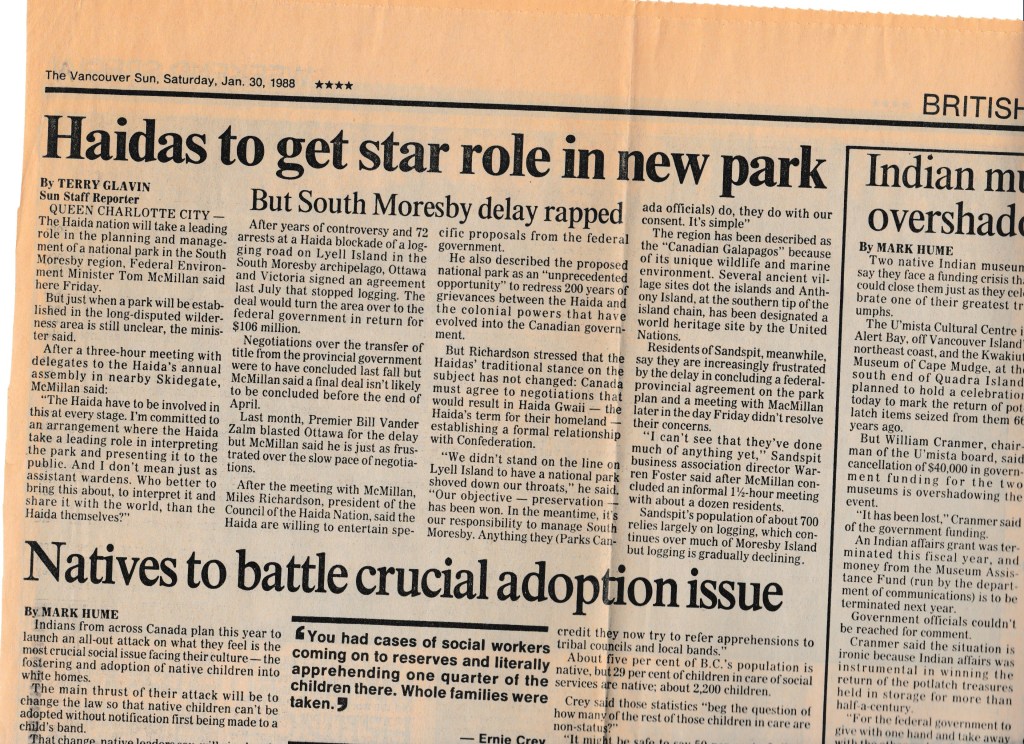 The Vancouver Sun, Saturday, Jan. 30, 1988 ★★★★
BRITISH
Haidas to get star role in new park
By TERRY GLAVIN
Sun Staff Reporter
QUEEN CHARLOTTE CITY —
The Haida nation will take a leading
role in the planning and manage-
ment of a national park in the South
Moresby region, Federal Environ-
ment Minister Tom McMillan said
here Friday.
But just when a park will be estab-
lished in the long-disputed wilder-
ness area is still unclear, the minis-
ter said.
After a three-hour meeting with
delegates to the Haida's annual
assembly in nearby Skidegate,
McMillan said:
"The Haida have to be involved in
this at every stage. I'm committed to
an arrangement where the Haida
take a leading role in interpreting
the park and presenting it to the
public. And I don't mean just as
assistant wardens. Who better to
bring this about, to interpret it and
share it with the world, than the
Haida themselves?"
But South Moresby delay rapped
After years of controversy and 72
arrests at a Haida blockade of a log-
ging road on Lyell Island in the
South Moresby archipelago, Ottawa
and Victoria signed an agreement
last July that stopped logging. The
deal would turn the area over to the
federal government in return for
$106 million.
Negotiations over the transfer of
title from the provincial government
were to have concluded last fall but
McMillan said a final deal isn't likely
to be concluded before the end of
April.
Last month, Premier Bill Vander
Zalm blasted Ottawa for the delay
but McMillan said he is just as frus-
trated over the slow pace of negotia-
tions.
After the meeting with McMillan,
Miles Richardson, president of the
Council of the Haida Nation, said the
Haida are willing to entertain spe-
cific proposals from the federal
government.
He also described the proposed
national park as an "unprecedented
opportunity" to redress 200 years of
grievances between the Haida and
the colonial powers that have
evolved into the Canadian govern-
ment.
But Richardson stressed that the
Haidas' traditional stance on the
subject has not changed: Canada
must agree to negotiations that
would result in Haida Gwaii — the
Haida's term for their homeland —
establishing a formal relationship
with Confederation.
"We didn't stand on the line on
Lyell Island to have a national park
shoved down our throats," he said.
"Our objective — preservation —
has been won. In the meantime, it's
our responsibility to manage South
Moresby. Anything they (Parks Can-
ada officials) do, they do with our
consent. It's simple"
The region has been described as
the "Canadian Galapagos" because
of its unique wildlife and marine
environment. Several ancient vil-
lage sites dot the islands and Anth-
ony Island, at the southern tip of the
island chain, has been designated a
world heritage site by the United
Nations.
Residents of Sandspit, meanwhile,
say they are increasingly frustrated
by the delay in concluding a federal-
provincial agreement on the park
plan and a meeting with MacMillan
later in the day Friday didn't resolve
their concerns.
"I can't see that they've done
much of anything yet," Sandspit
business association director War-
ren Foster said after McMillan con-
cluded an informal 1½-hour meeting
with about a dozen residents.
Sandspit's population of about 700
relies largely on logging, which con-
tinues over much of Moresby Island
but logging is gradually declining.
Indian mu
overshado
By MARK HUME
Two native Indian museum
say they face a funding crisis tha
could close them just as they cele
brate one of their greatest tri
umphs.
The U'mista Cultural Centre i
Alert Bay, off Vancouver Island'
northeast coast, and the Kwakiu
Museum of Cape Mudge, at the
south end of Quadra Island
planned to hold a celebration
today to mark the return of pot
latch items seized from them 66
years ago.
But William Cranmer, chair-
man of the U'mista board, said
cancellation of $40,000 in govern-
ment funding for the two
museums is overshadowing the
event.
"It has been lost," Cranmer said
of the government funding.
An Indian affairs grant was ter-
minated this fiscal year, and
money from the Museum Assis-
tance Fund (run by the depart-
ment of communications) is to be
terminated next year.
Government officials couldn't
be reached for comment.
Cranmer said the situation is
ironic because Indian affairs was
instrumental in winning the
return of the potlatch treasures
held in storage for more than
half-a-century.
"For the federal government to
give with one hand and take away
Natives to battle crucial adoption issue
By MARK HUME
Indians from across Canada plan this year to
launch an all-out attack on what they feel is the
most crucial social issue facing their culture — the
fostering and adoption of native children into
white homes.
The main thrust of their attack will be to
change the law so that native children can't be
adopted without notification first being made to a
child's band.
That change, native leaders say
"You had cases of social workers
coming on to reserves and literally
apprehending one quarter of the
children there. Whole families were
taken."
— Ernie Crey
credit they now try to refer apprehensions to
tribal councils and local bands."
About five per cent of B.C.'s population is
native, but 29 per cent of children in care of social
services are native; about 2,200 children.
Crey said those statistics "beg the question of
how many of the rest of those children in care are
non-status?"
"It might be safe to say 50